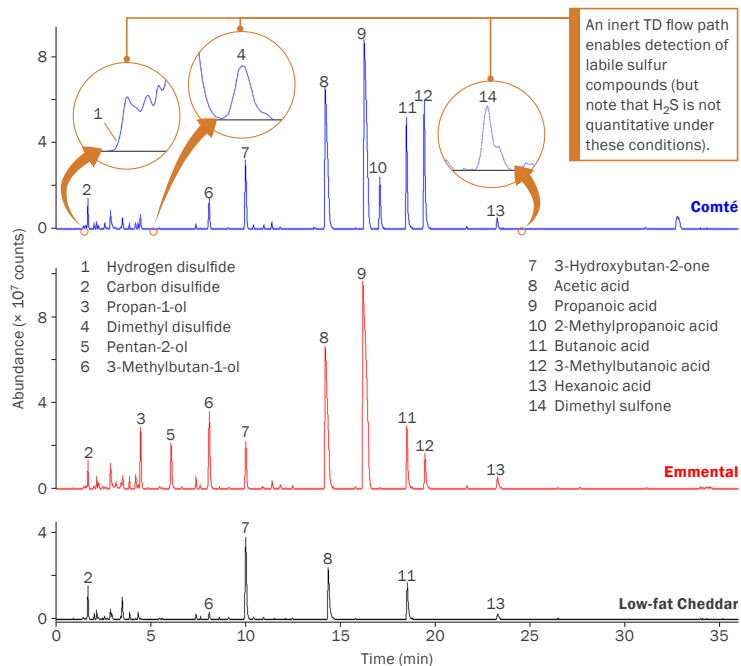 An inert TD flow path
enables detection of
labile sulfur
compounds (but
note that H₂S is not
quantitative under
these conditions).
9
8
4
14
8
12
11
1
7
10
4
2
6
13
Comté
0
Abundance (× 10⁷ counts)
1 Hydrogen disulfide
2 Carbon disulfide
3 Propan-1-ol
4 Dimethyl disulfide
5 Pentan-2-ol
6 3-Methylbutan-1-ol
7 3-Hydroxybutan-2-one
8 Acetic acid
9 Propanoic acid
10 2-Methylpropanoic acid
11 Butanoic acid
12 3-Methylbutanoic acid
13 Hexanoic acid
14 Dimethyl sulfone
9
8
8
4
3
6
5
7
11
12
2
13
Emmental
0
4
7
8
2
11
6
13
Low-fat Cheddar
0
0 5 10 15 20 25 30 35
Time (min)